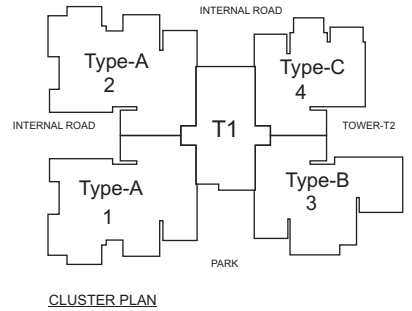 INTERNAL ROAD
Type-A
2
Type-C
4
INTERNAL ROAD
T1
TOWER-T2
Type-A
1
Type-B
3
PARK
CLUSTER PLAN